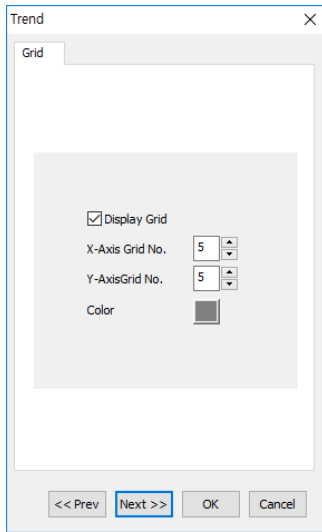 Trend
Grid
Display Grid
X-Axis Grid No. 5
Y-AxisGrid No. 5
Color
<< Prev Next >> OK Cancel